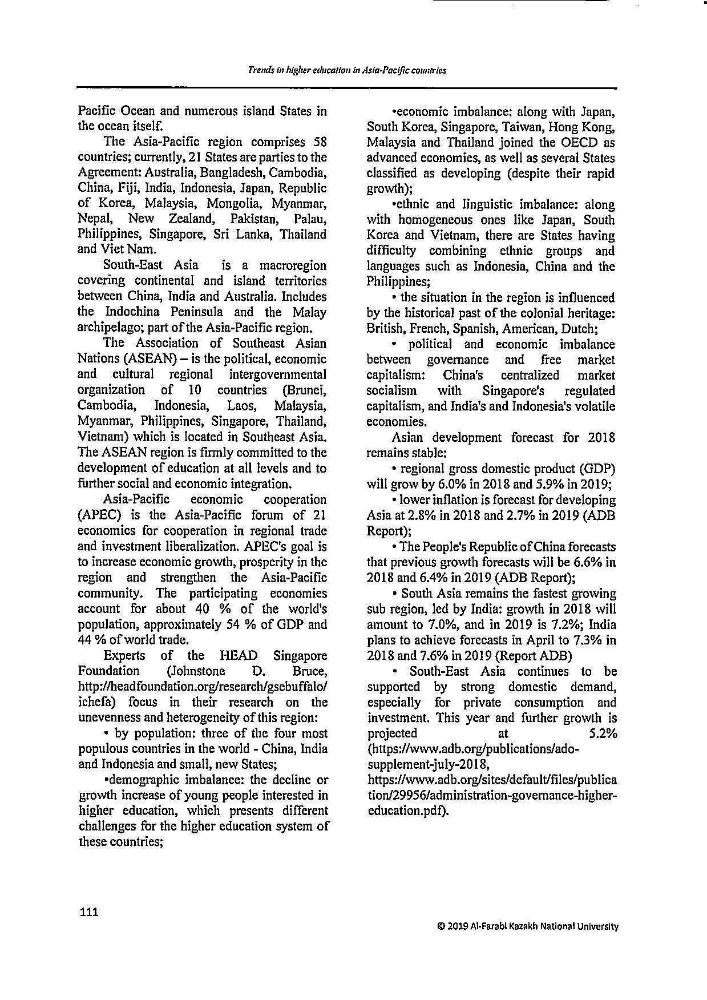 Trends in higher education in Asia-Pacific countries
Pacific Ocean and numerous island States in
the ocean itself.
The Asia-Pacific region comprises 58
countries; currently, 21 States are parties to the
Agreement: Australia, Bangladesh, Cambodia,
China, Fiji, India, Indonesia, Japan, Republic
of Korea, Malaysia, Mongolia, Myanmar,
Nepal, New Zealand, Pakistan, Palau,
Philippines, Singapore, Sri Lanka, Thailand
and Viet Nam.
South-East Asia is a macroregion
covering continental and island territories
between China, India and Australia. Includes
the Indochina Peninsula and the Malay
archipelago; part of the Asia-Pacific region.
The Association of Southeast Asian
Nations (ASEAN) – is the political, economic
and cultural regional intergovernmental
organization of 10 countries (Brunei,
Cambodia, Indonesia, Laos, Malaysia,
Myanmar, Philippines, Singapore, Thailand,
Vietnam) which is located in Southeast Asia.
The ASEAN region is firmly committed to the
development of education at all levels and to
further social and economic integration.
Asia-Pacific economic cooperation
(APEC) is the Asia-Pacific forum of 21
economics for cooperation in regional trade
and investment liberalization. APEC's goal is
to increase economic growth, prosperity in the
region and strengthen the Asia-Pacific
community. The participating economies
account for about 40 % of the world's
population, approximately 54 % of GDP and
44 % of world trade.
Experts of the HEAD Singapore
Foundation (Johnstone D. Bruce,
http://headfoundation.org/research/gsebuffalo/
ichefa) focus in their research on the
unevenness and heterogeneity of this region:
• by population: three of the four most
populous countries in the world - China, India
and Indonesia and small, new States;
•demographic imbalance: the decline or
growth increase of young people interested in
higher education, which presents different
challenges for the higher education system of
these countries;
•economic imbalance: along with Japan,
South Korea, Singapore, Taiwan, Hong Kong,
Malaysia and Thailand joined the OECD as
advanced economies, as well as several States
classified as developing (despite their rapid
growth);
•ethnic and linguistic imbalance: along
with homogeneous ones like Japan, South
Korea and Vietnam, there are States having
difficulty combining ethnic groups and
languages such as Indonesia, China and the
Philippines;
• the situation in the region is influenced
by the historical past of the colonial heritage:
British, French, Spanish, American, Dutch;
• political and economic imbalance
between governance and free market
capitalism: China's centralized market
socialism with Singapore's regulated
capitalism, and India's and Indonesia's volatile
economies.
Asian development forecast for 2018
remains stable:
• regional gross domestic product (GDP)
will grow by 6.0% in 2018 and 5.9% in 2019;
• lower inflation is forecast for developing
Asia at 2.8% in 2018 and 2.7% in 2019 (ADB
Report);
• The People's Republic of China forecasts
that previous growth forecasts will be 6.6% in
2018 and 6.4% in 2019 (ADB Report);
• South Asia remains the fastest growing
sub region, led by India: growth in 2018 will
amount to 7.0%, and in 2019 is 7.2%; India
plans to achieve forecasts in April to 7.3% in
2018 and 7.6% in 2019 (Report ADB)
• South-East Asia continues to be
supported by strong domestic demand,
especially for private consumption and
investment. This year and further growth is
projected at 5.2%
(https://www.adb.org/publications/ado-
supplement-july-2018,
https://www.adb.org/sites/default/files/publica
tion/29956/administration-governance-higher-
education.pdf).
111
© 2019 Al-Farabi Kazakh National University